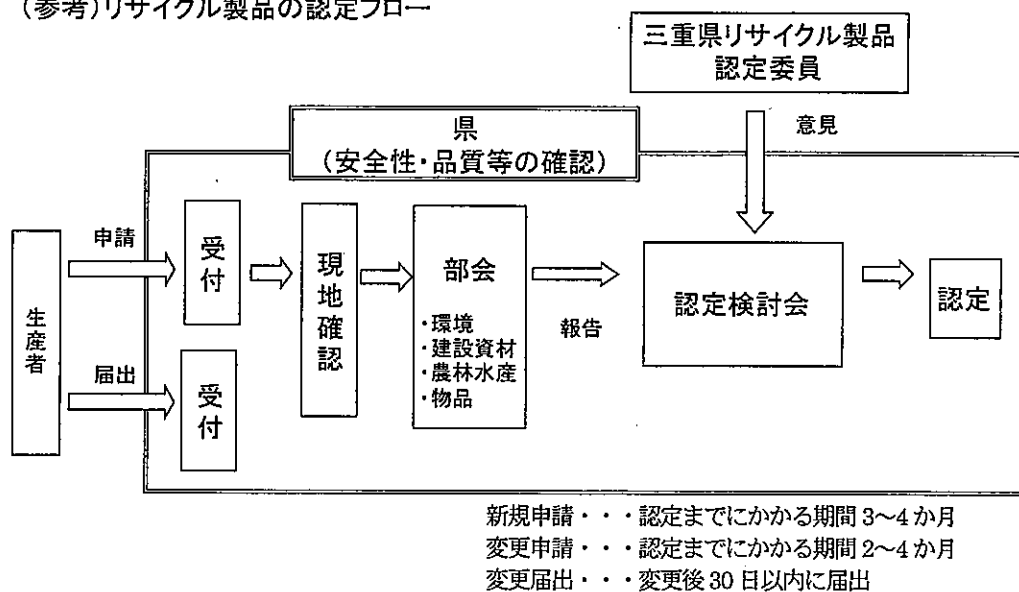 （参考）リサイクル製品の認定フロー
三重県リサイクル製品
認定委員
意見
県
（安全性・品質等の確認）
生産者
申請
届出
受付
受付
現地確認
部会
・環境
・建設資材
・農林水産
・物品
報告
認定検討会
認定
新規申請・・・認定までにかかる期間 3～4 か月
変更申請・・・認定までにかかる期間 2～4 か月
変更届出・・・変更後 30 日以内に届出